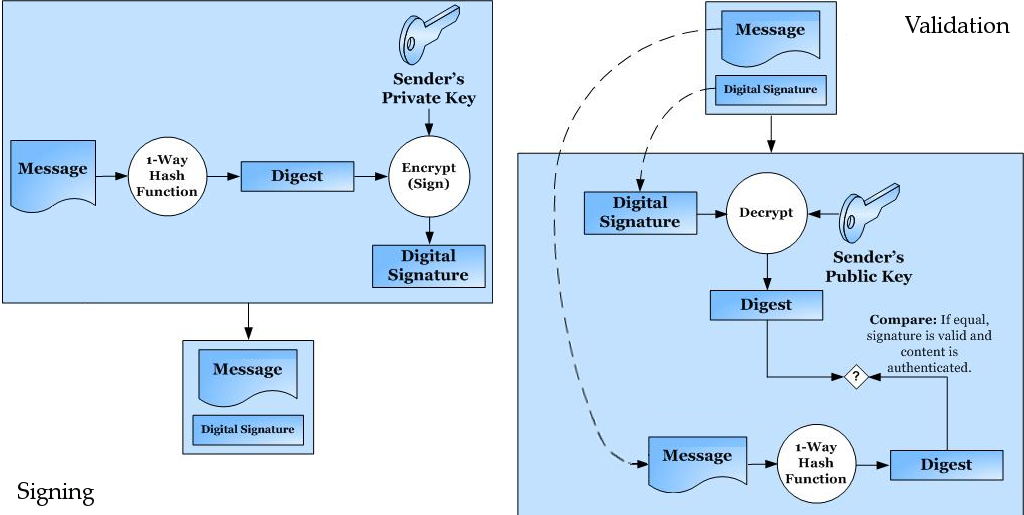 Sender's
Private Key
Message
1-Way
Hash
Function
Digest
Encrypt
(Sign)
Digital
Signature
Message
Digital Signature
Signing
Validation
Message
Digital Signature
Digital
Signature
Decrypt
Sender's
Public Key
Digest
Compare: If equal,
signature is valid and
content is
authenticated.
?
Message
1-Way
Hash
Function
Digest